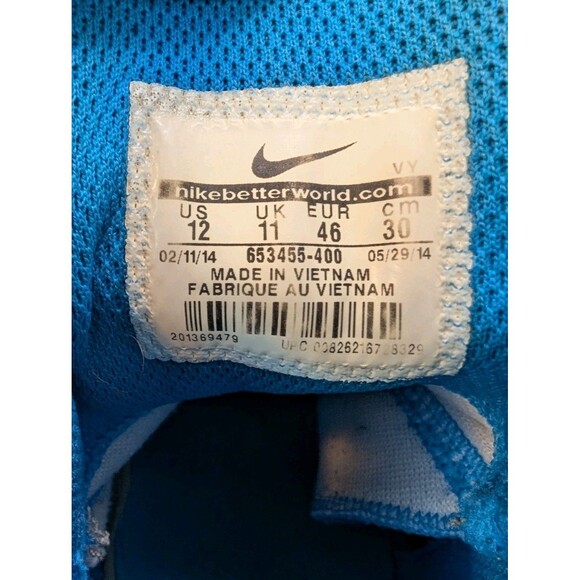 VY
nikebetterworld.com
US UK EUR cm
12 11 46 30
02/11/14 653455-400 05/29/14
MADE IN VIETNAM
FABRIQUE AU VIETNAM
201369479 UPC